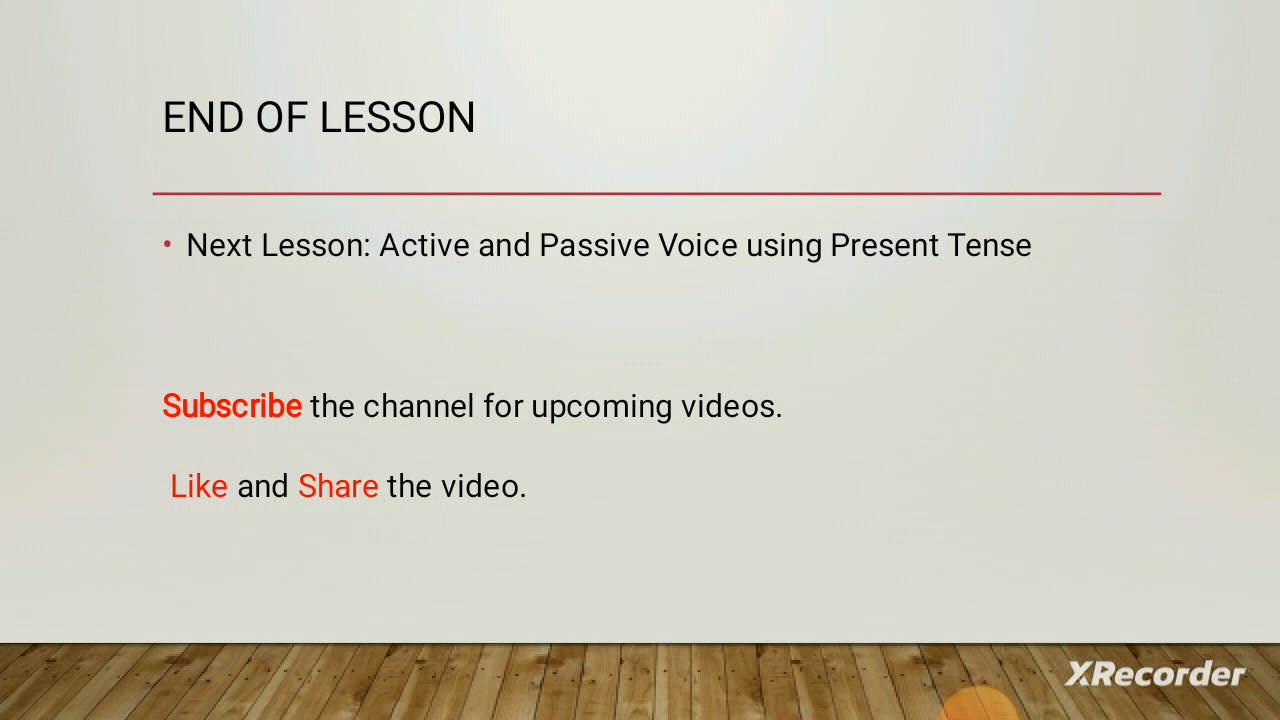 END OF LESSON
• Next Lesson: Active and Passive Voice using Present Tense
Subscribe the channel for upcoming videos.
Like and Share the video.
XRecorder